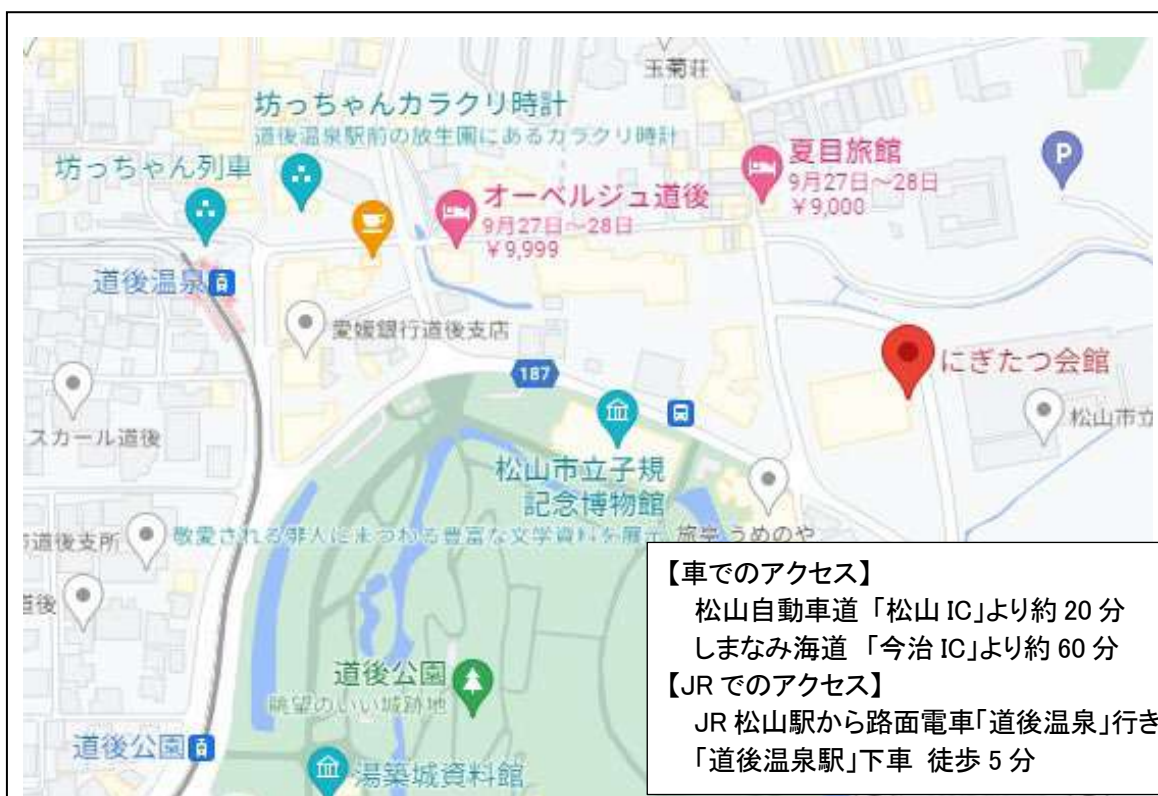 玉菊荘
坊っちゃんカラクリ時計
道後温泉駅前の放生園にあるカラクリ時計
坊っちゃん列車
夏目旅館
9月27日～28日
￥9,000
P
オーベルジュ道後
9月27日～28日
￥9,999
道後温泉
愛媛銀行道後支店
187
にぎたつ会館
松山市立
スカール道後
松山市立子規
記念博物館
敬愛される俳人にまつわる豊富な文学資料を展示
旅亭 うめのや
道後支所
道後
道後公園
眺望のいい城跡地
道後公園
湯築城資料館
【車でのアクセス】
松山自動車道 「松山 IC」より約 20 分
しまなみ海道 「今治 IC」より約 60 分
【JR でのアクセス】
JR 松山駅から路面電車「道後温泉」行き
「道後温泉駅」下車 徒歩 5 分